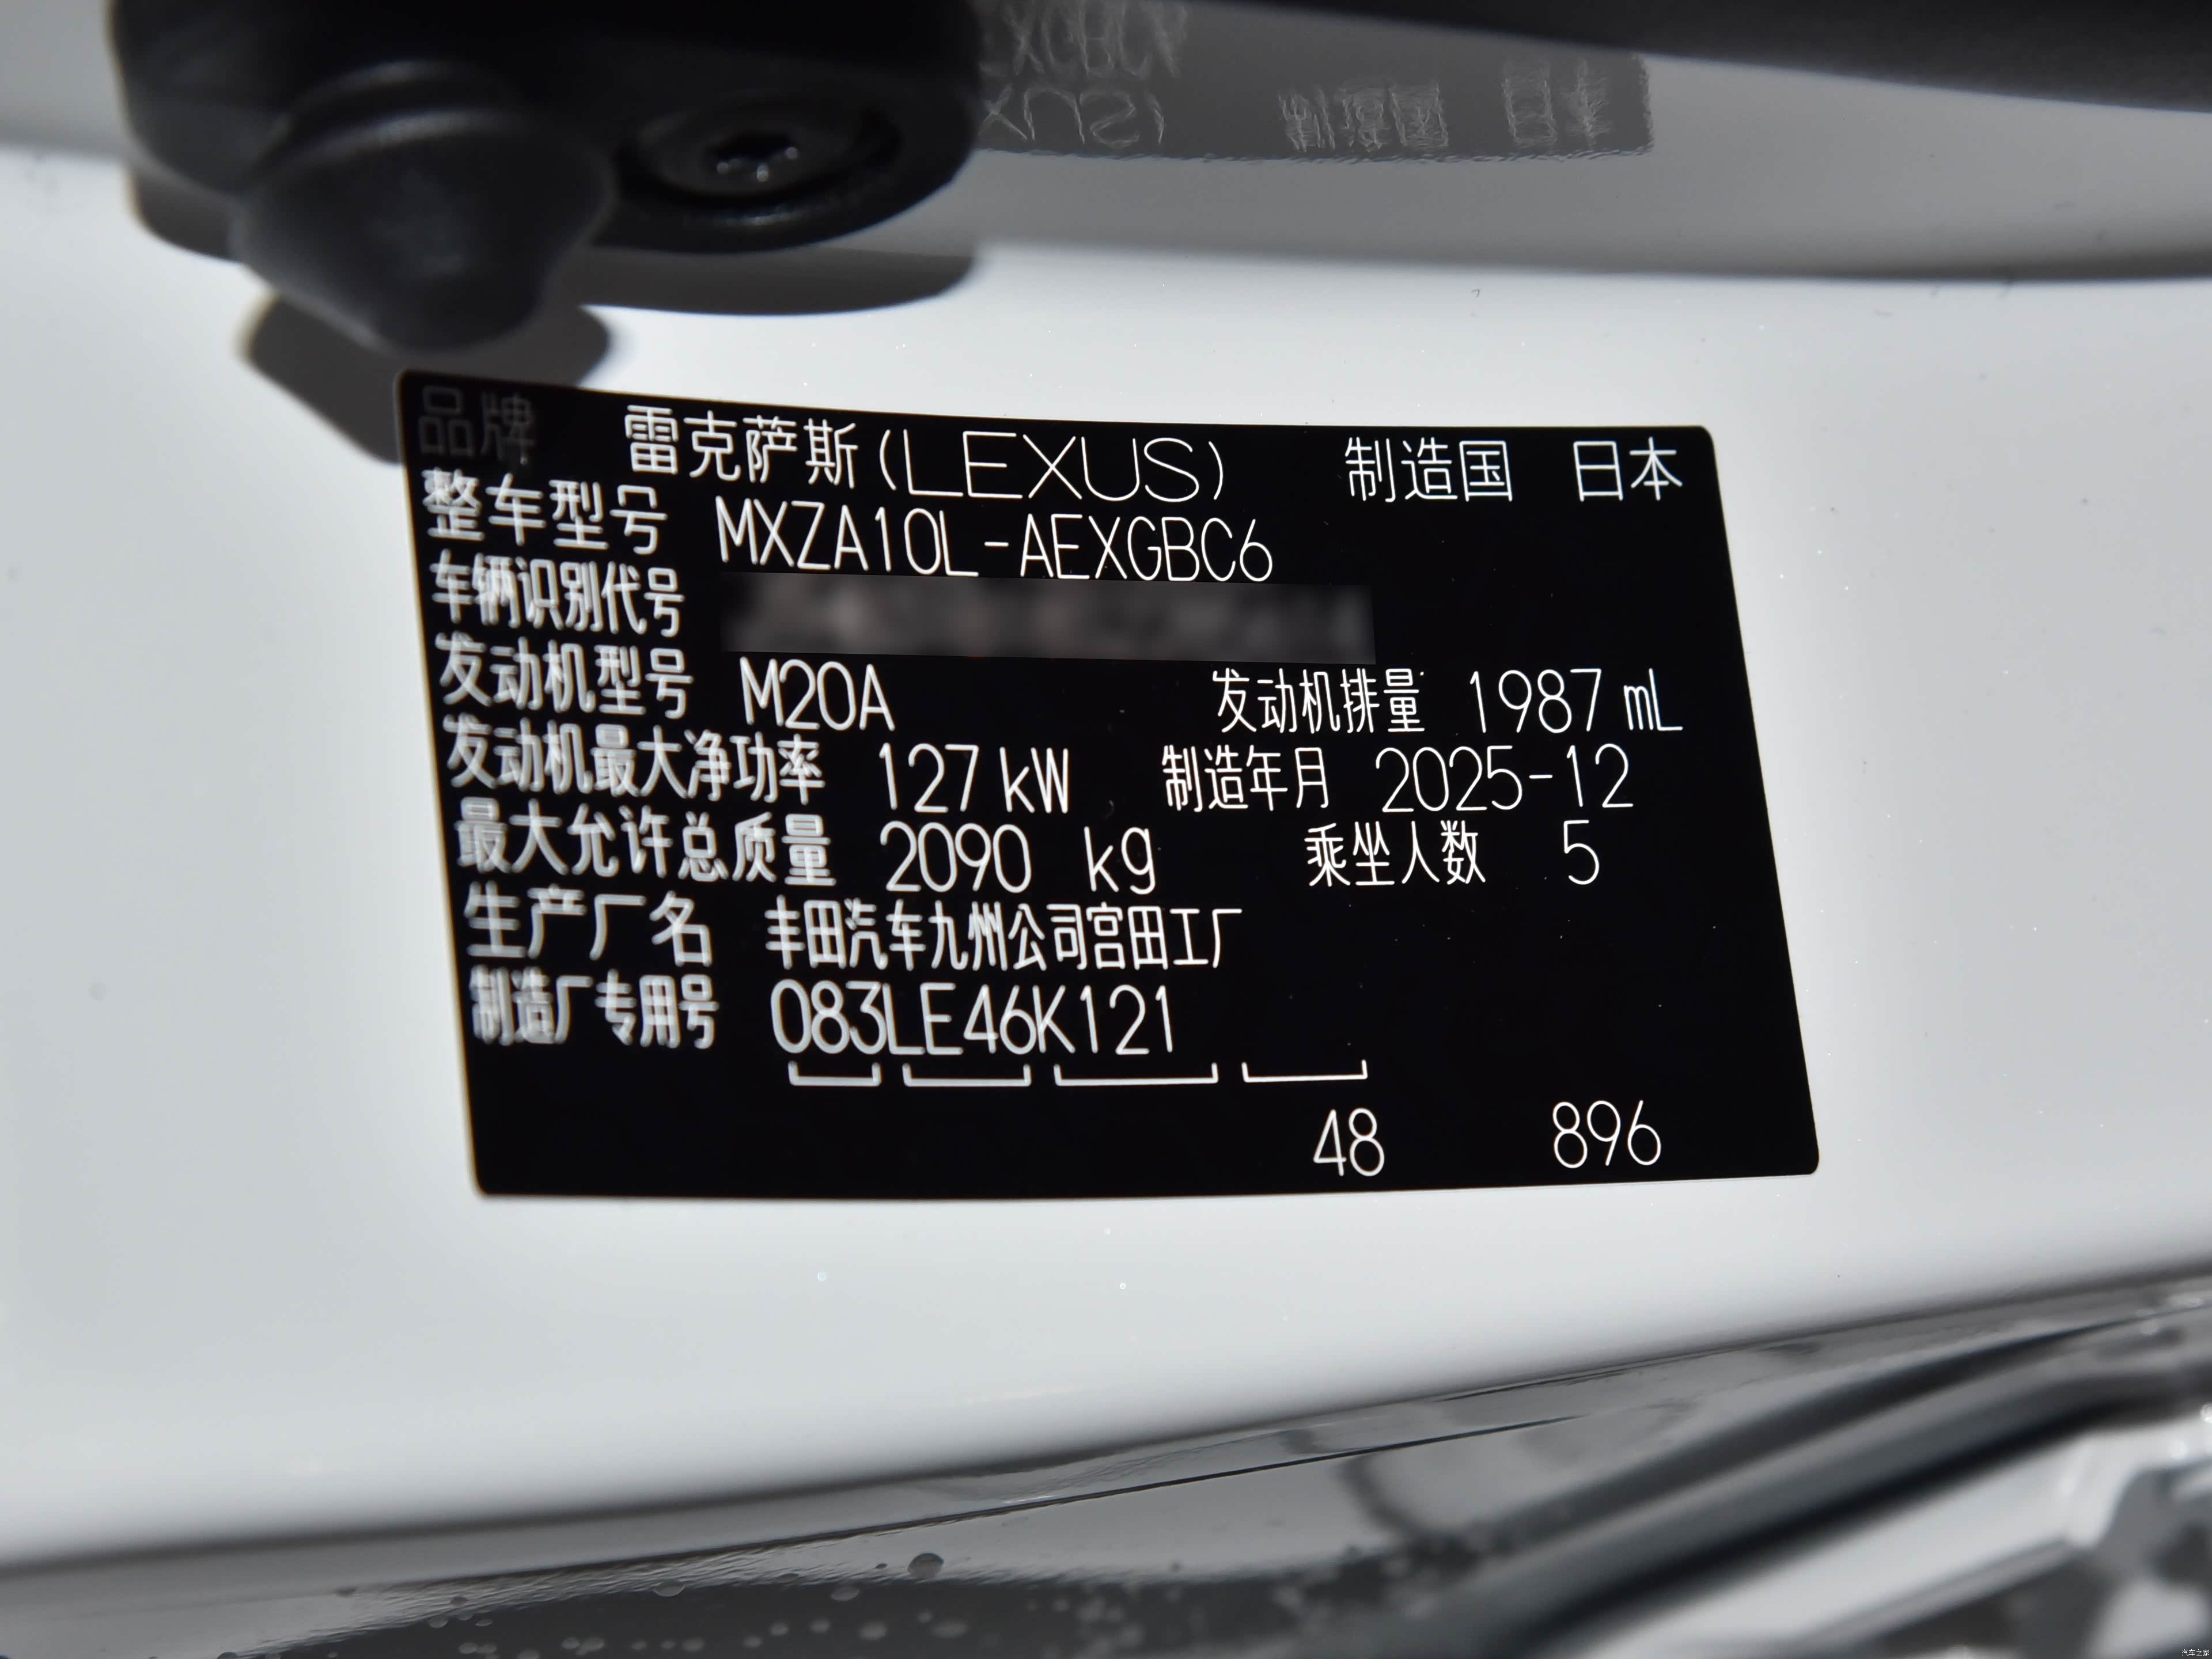 品牌 雷克萨斯(LEXUS) 制造国 日本
整车型号 MXZA10L-AEXGBC6
车辆识别代号
发动机型号 M20A 发动机排量 1987 mL
发动机最大净功率 127 kW 制造年月 2025-12
最大允许总质量 2090 kg 乘坐人数 5
生产厂名 丰田汽车九州公司宫田工厂
制造厂专用号 083LE46K121
48 896
汽车之家